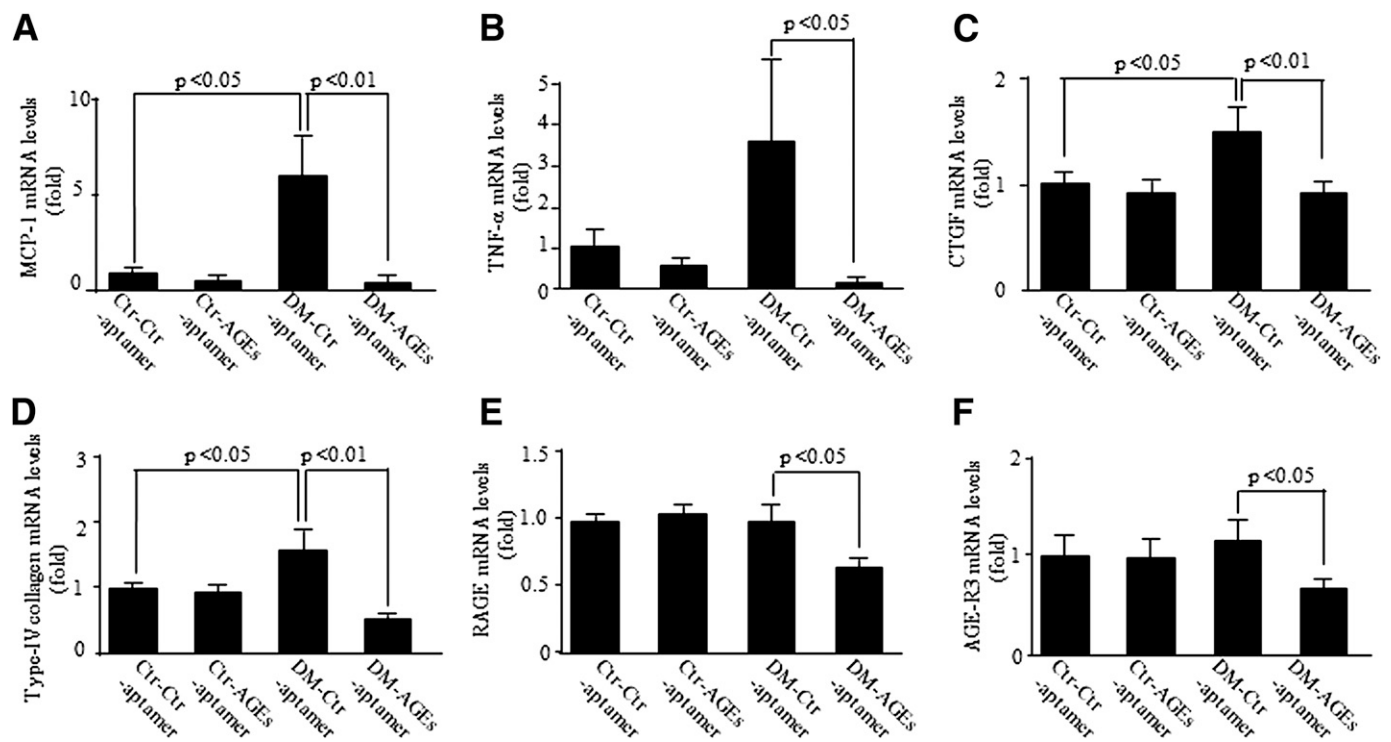 A
MCP-1 mRNA levels
(fold)
10
5
0
p <0.05
p <0.01
Ctr-Ctr
-aptamer
Ctr-AGEs
-aptamer
DM-Ctr
-aptamer
DM-AGEs
-aptamer
B
TNF-α mRNA levels
(fold)
5
4
3
2
1
0
p <0.05
Ctr-Ctr
-aptamer
Ctr-AGEs
-aptamer
DM-Ctr
-aptamer
DM-AGEs
-aptamer
C
CTGF mRNA levels
(fold)
2
1
0
p <0.05
p <0.01
Ctr-Ctr
-aptamer
Ctr-AGEs
-aptamer
DM-Ctr
-aptamer
DM-AGEs
-aptamer
D
Type-IV collagen mRNA levels
(fold)
3
2
1
0
p <0.05
p <0.01
Ctr-Ctr
-aptamer
Ctr-AGEs
-aptamer
DM-Ctr
-aptamer
DM-AGEs
-aptamer
E
RAGE mRNA levels
(fold)
1.5
1.0
0.5
0
p <0.05
Ctr-Ctr
-aptamer
Ctr-AGEs
-aptamer
DM-Ctr
-aptamer
DM-AGEs
-aptamer
F
AGE-R3 mRNA levels
(fold)
2
1
0
p <0.05
Ctr-Ctr
-aptamer
Ctr-AGEs
-aptamer
DM-Ctr
-aptamer
DM-AGEs
-aptamer